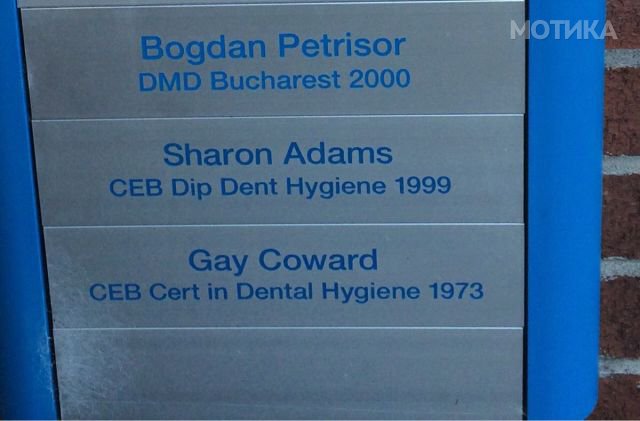 МОТИКА
Bogdan Petrisor
DMD Bucharest 2000
Sharon Adams
CEB Dip Dent Hygiene 1999
Gay Coward
CEB Cert in Dental Hygiene 1973